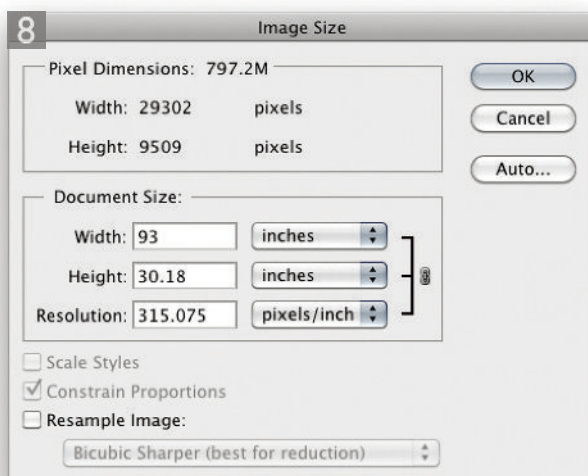 8
Image Size
Pixel Dimensions: 797.2M
OK
Width: 29302 pixels
Cancel
Height: 9509 pixels
Auto...
Document Size:
Width: 93 inches
Height: 30.18 inches
Resolution: 315.075 pixels/inch
Scale Styles
Constrain Proportions
Resample Image:
Bicubic Sharper (best for reduction)